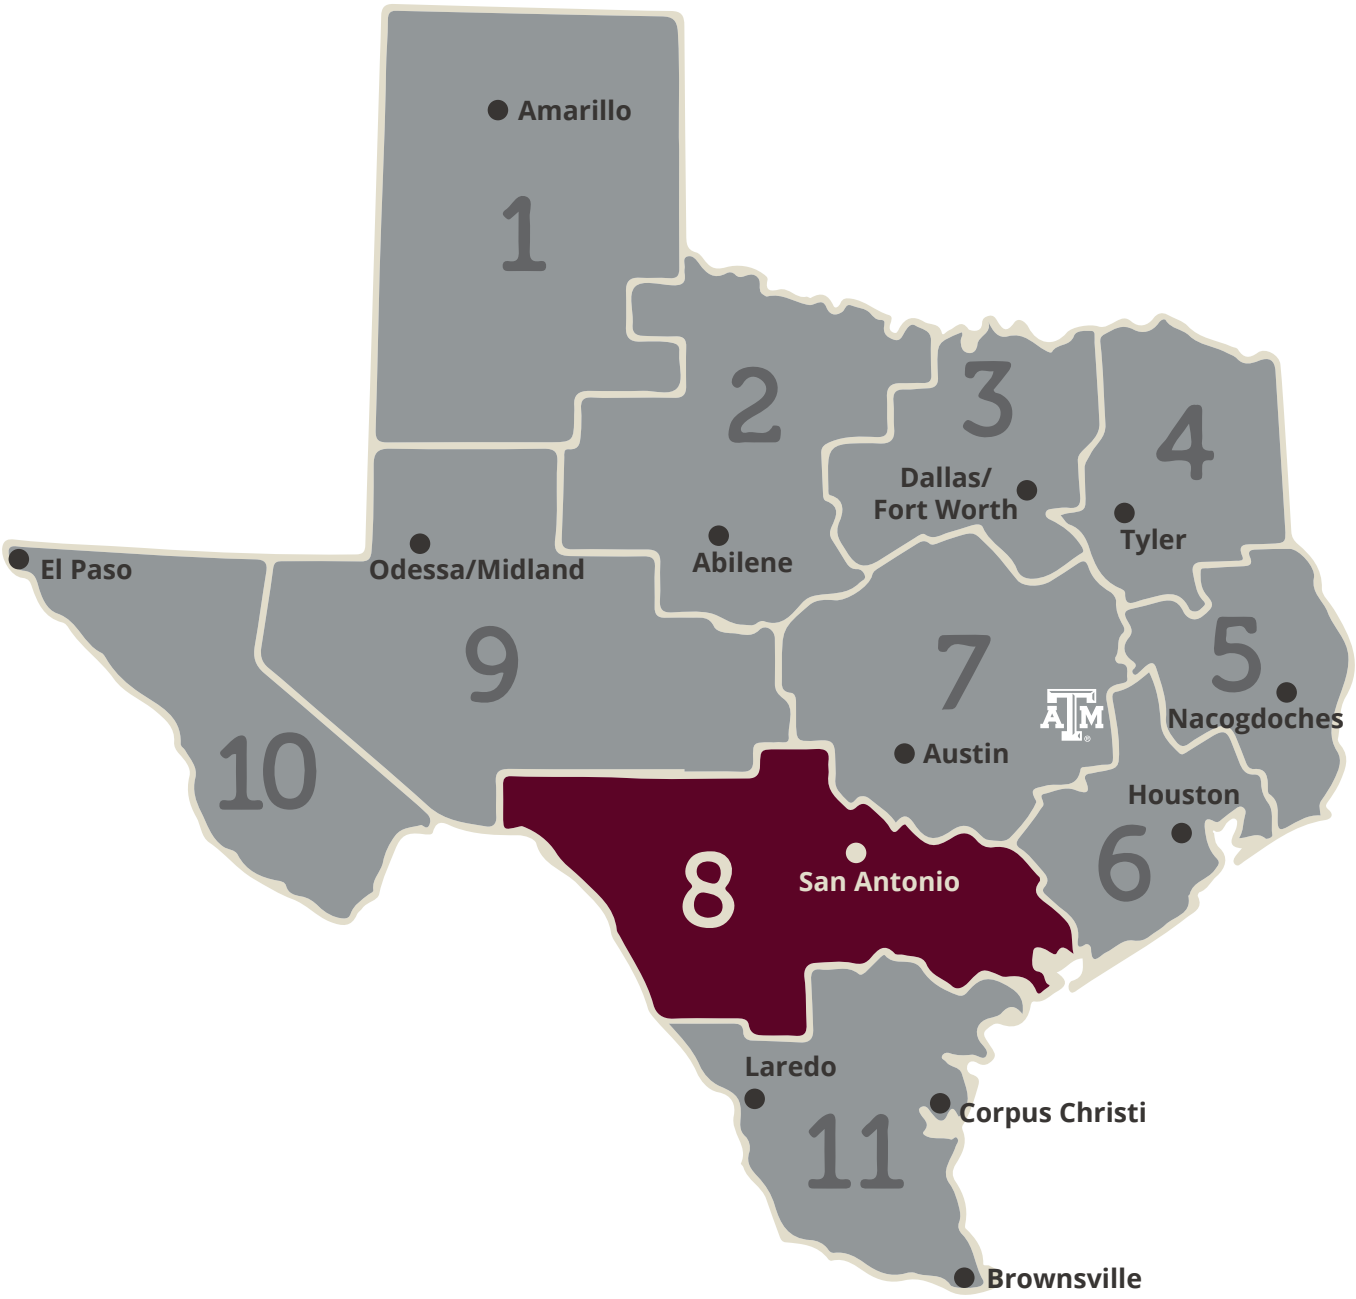 Amarillo
1
2
3
4
Dallas/
Fort Worth
Tyler
El Paso
Odessa/Midland
Abilene
9
7
5
ATM
®
Nacogdoches
10
Austin
Houston
8
San Antonio
6
Laredo
Corpus Christi
11
Brownsville